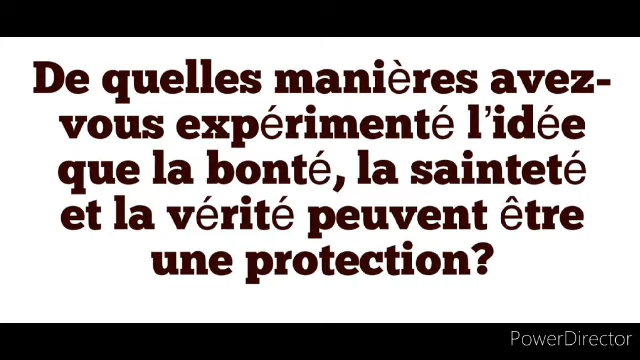 De quelles manières avez-
vous expérimenté l’idée
que la bonté, la sainteté
et la vérité peuvent être
une protection?
PowerDirector